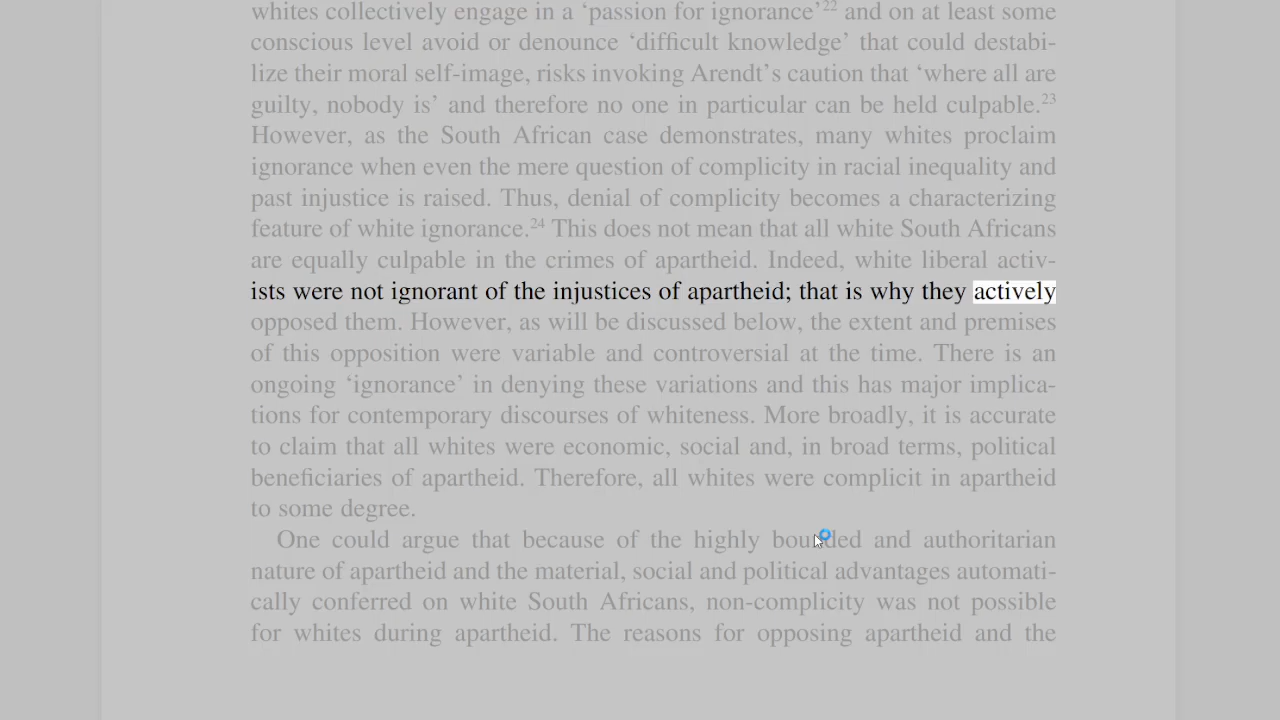 whites collectively engage in a ‘passion for ignorance’22 and on at least some
conscious level avoid or denounce ‘difficult knowledge’ that could destabi-
lize their moral self-image, risks invoking Arendt’s caution that ‘where all are
guilty, nobody is’ and therefore no one in particular can be held culpable.23
However, as the South African case demonstrates, many whites proclaim
ignorance when even the mere question of complicity in racial inequality and
past injustice is raised. Thus, denial of complicity becomes a characterizing
feature of white ignorance.24 This does not mean that all white South Africans
are equally culpable in the crimes of apartheid. Indeed, white liberal activ-
ists were not ignorant of the injustices of apartheid; that is why they actively
opposed them. However, as will be discussed below, the extent and premises
of this opposition were variable and controversial at the time. There is an
ongoing ‘ignorance’ in denying these variations and this has major implica-
tions for contemporary discourses of whiteness. More broadly, it is accurate
to claim that all whites were economic, social and, in broad terms, political
beneficiaries of apartheid. Therefore, all whites were complicit in apartheid
to some degree.
One could argue that because of the highly bounded and authoritarian
nature of apartheid and the material, social and political advantages automati-
cally conferred on white South Africans, non-complicity was not possible
for whites during apartheid. The reasons for opposing apartheid and the